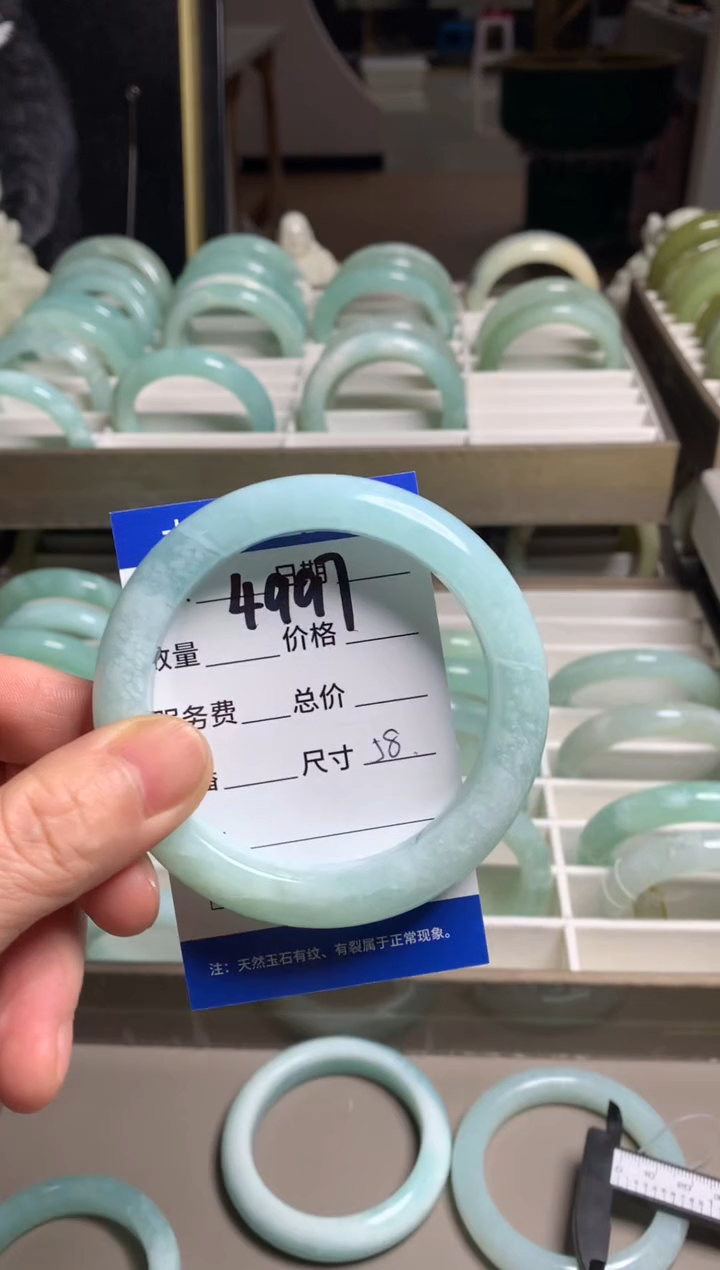 日期
4997
数量 价格
服务费 总价
尺寸 58.
注：天然玉石有纹、有裂属于正常现象。